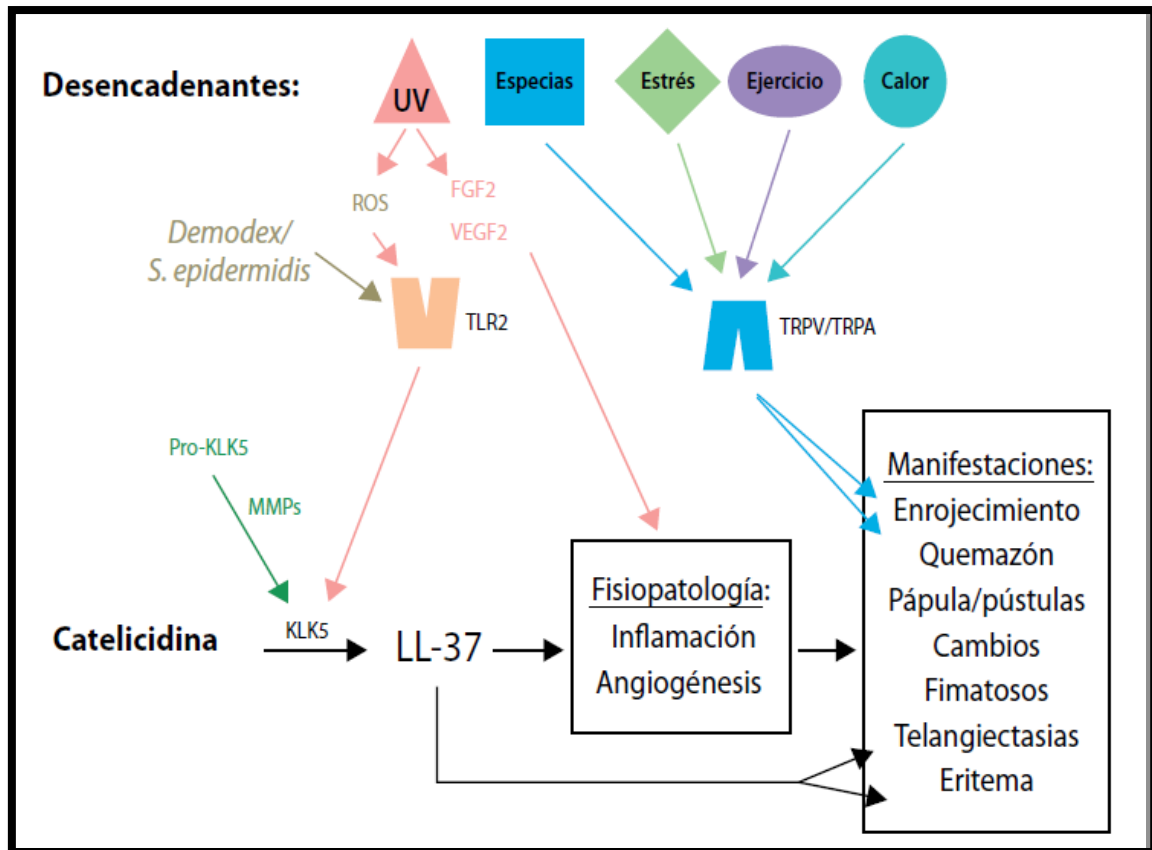 Desencadenantes:
UV
Especias
Estrés
Ejercicio
Calor
ROS
FGF2
VEGF2
Demodex/
S. epidermidis
TLR2
TRPV/TRPA
Pro-KLK5
MMPs
Catelicidina
KLK5
LL-37
Fisiopatología:
Inflamación
Angiogénesis
Manifestaciones:
Enrojecimiento
Quemazón
Pápula/pústulas
Cambios
Fimatosos
Telangiectasias
Eritema